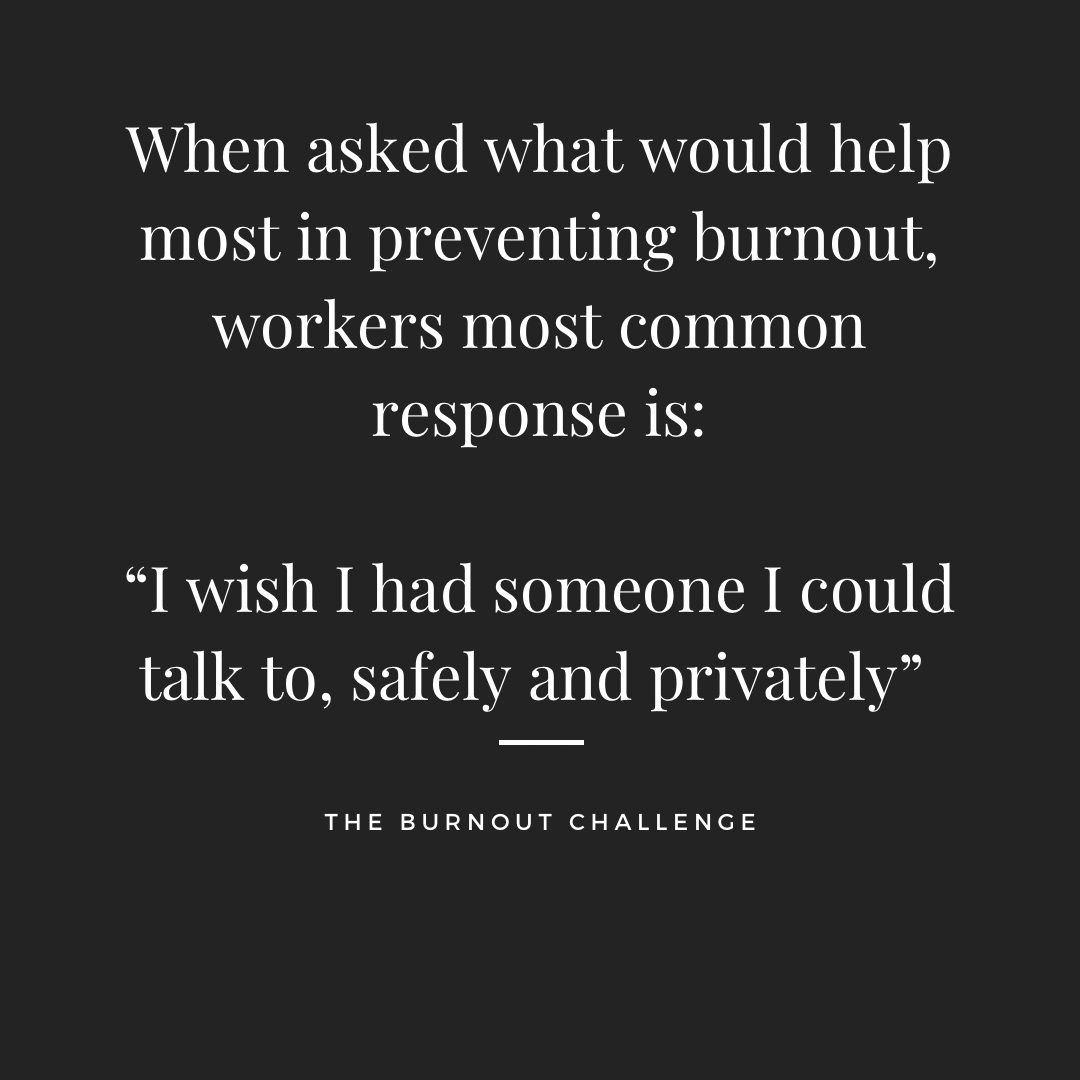 When asked what would help
most in preventing burnout,
workers most common
response is:
“I wish I had someone I could
talk to, safely and privately”
THE BURNOUT CHALLENGE